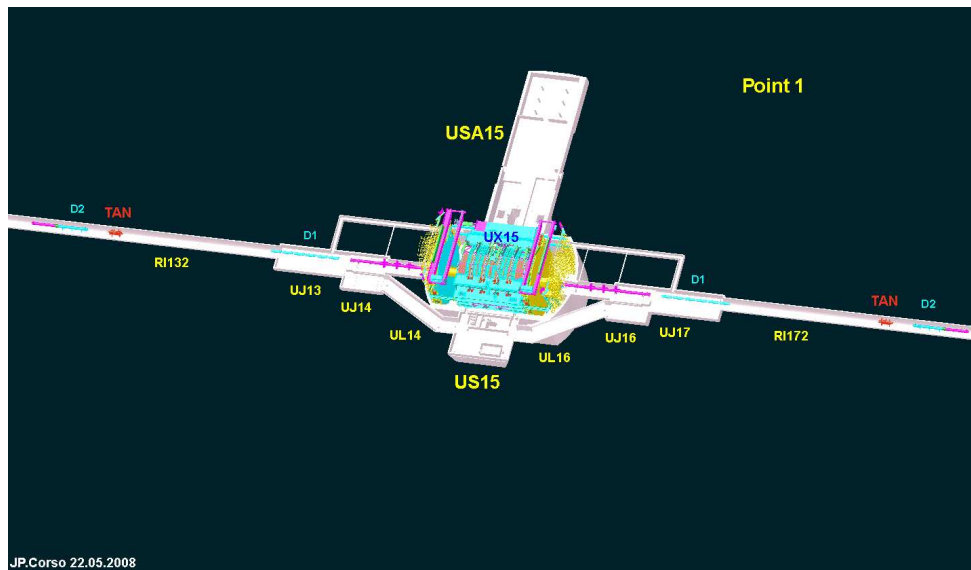 Point 1
USA15
D2
TAN
D1
UX15
RI132
UJ13
UJ14
UL14
US15
UL16
UJ16
UJ17
D1
RI172
TAN
D2
JP.Corso 22.05.2008